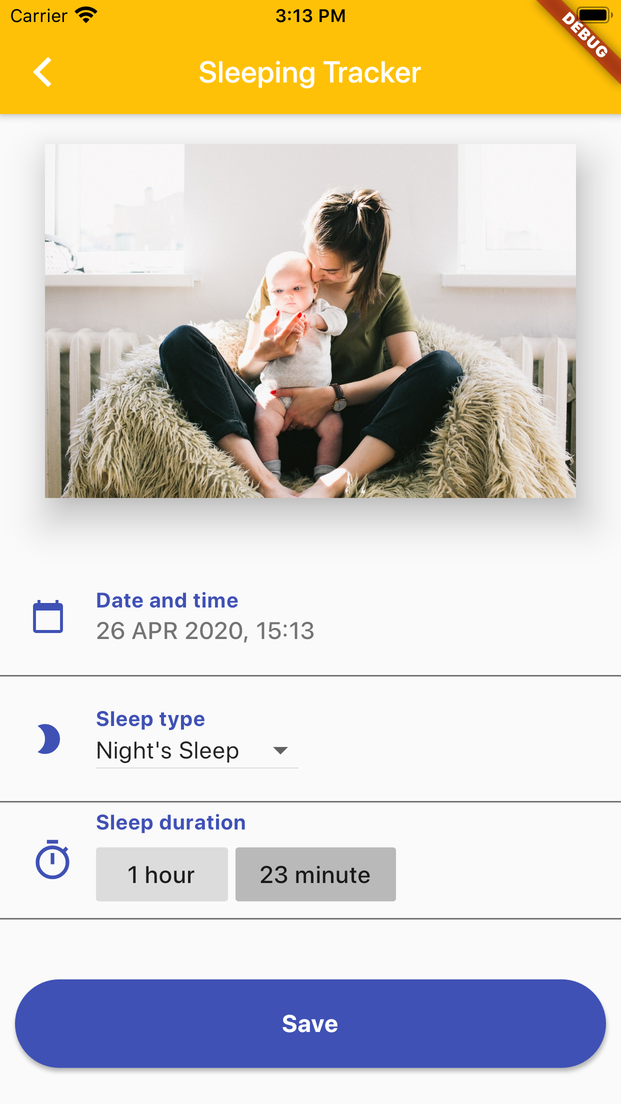 Carrier 3:13 PM
DEBUG
Sleeping Tracker
Date and time
26 APR 2020, 15:13
Sleep type
Night's Sleep
Sleep duration
1 hour 23 minute
Save